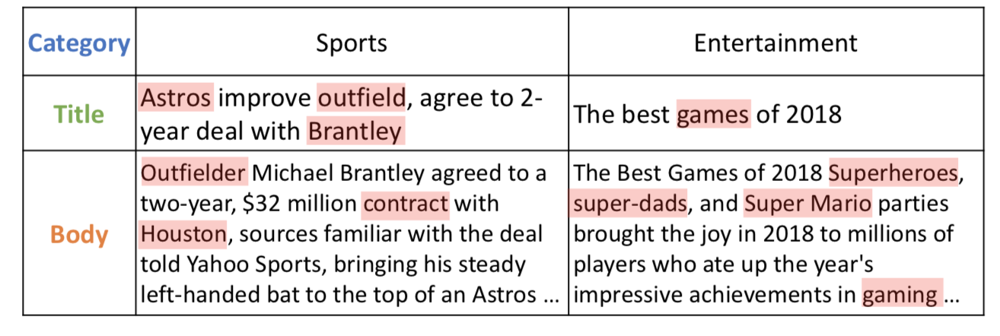 Category Sports Entertainment
Title
Astros improve outfield, agree to 2-
year deal with Brantley
The best games of 2018
Body
Outfielder Michael Brantley agreed to a
two-year, $32 million contract with
Houston, sources familiar with the deal
told Yahoo Sports, bringing his steady
left-handed bat to the top of an Astros ...
The Best Games of 2018 Superheroes,
super-dads, and Super Mario parties
brought the joy in 2018 to millions of
players who ate up the year's
impressive achievements in gaming ...